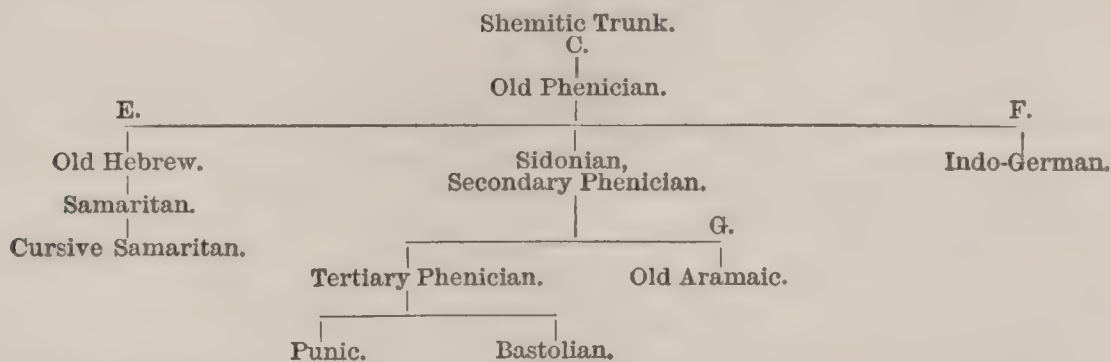 Shemitic Trunk.
C.
Old Phenician.
E. F.
Old Hebrew. Sidonian, Indo-German.
Secondary Phenician.
Samaritan.
G.
Cursive Samaritan.
Tertiary Phenician. Old Aramaic.
Punic. Bastolian.